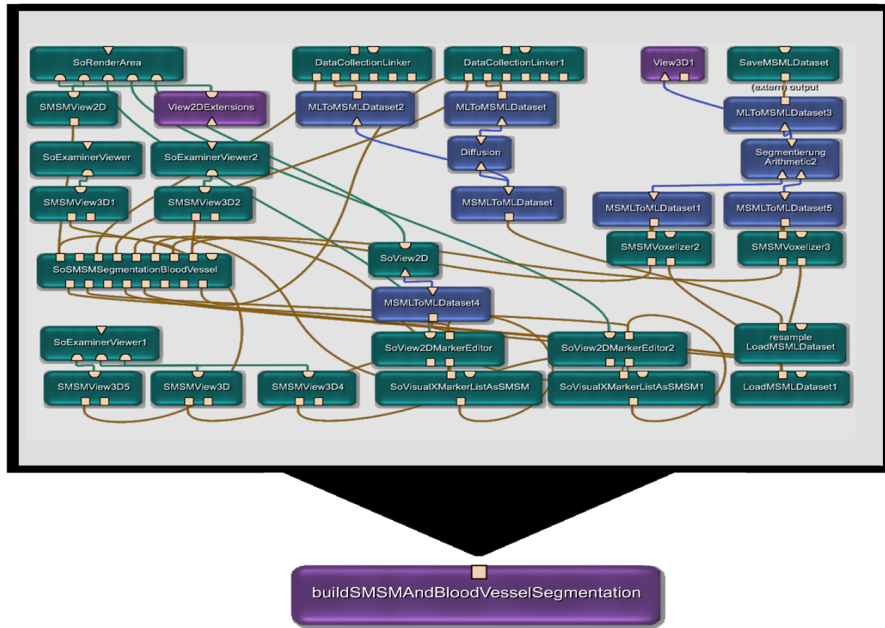 SoRenderArea
DataCollectionLinker
DataCollectionLinker1
View3D1
SaveMSMLDataset
(extern) output
SMSMView2D
View2DExtensions
MLToMSMLDataset2
MLToMSMLDataset
MLToMSMLDataset3
SoExaminerViewer
SoExaminerViewer2
Diffusion
Segmentierung
Arithmetic2
SMSMView3D1
SMSMView3D2
MSMLToMLDataset
MSMLToMLDataset1
MSMLToMLDataset5
SoView2D
SMSMVoxelizer2
SMSMVoxelizer3
SoSMSMSegmentationBloodVessel
MSMLToMLDataset4
SoExaminerViewer1
SoView2DMarkerEditor
SoView2DMarkerEditor2
resample
LoadMSMLDataset
SMSMView3D5
SMSMView3D
SMSMView3D4
SoVisualXMarkerListAsSMSM
SoVisualXMarkerListAsSMSM1
LoadMSMLDataset1
buildSMSMAndBloodVesselSegmentation